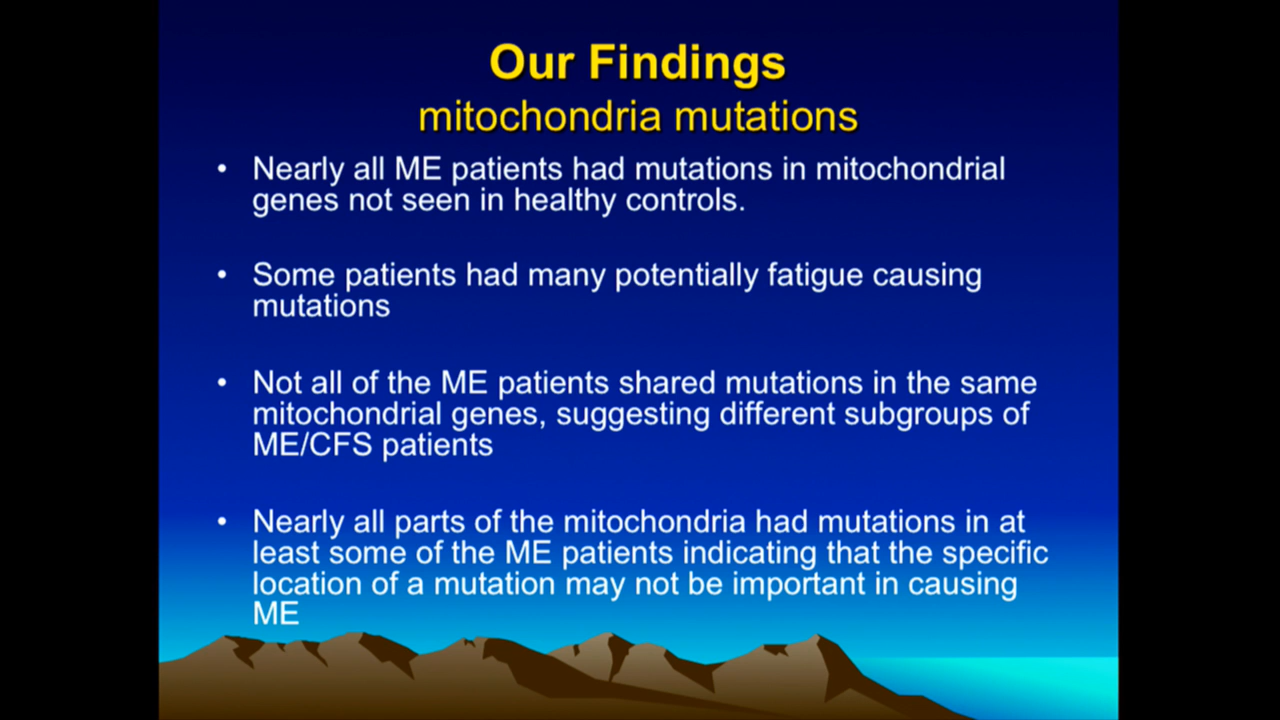 Our Findings
mitochondria mutations
• Nearly all ME patients had mutations in mitochondrial
genes not seen in healthy controls.
• Some patients had many potentially fatigue causing
mutations
• Not all of the ME patients shared mutations in the same
mitochondrial genes, suggesting different subgroups of
ME/CFS patients
• Nearly all parts of the mitochondria had mutations in at
least some of the ME patients indicating that the specific
location of a mutation may not be important in causing
ME